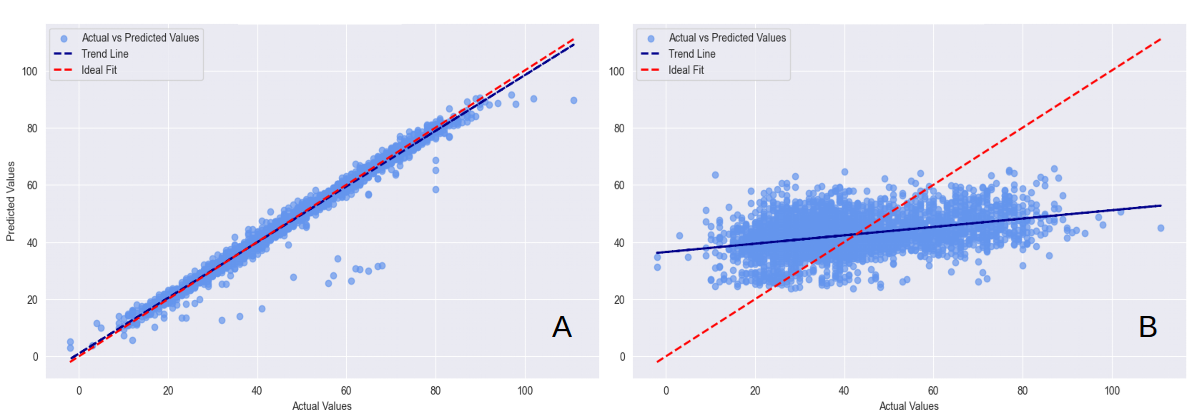 Actual vs Predicted Values
Trend Line
Ideal Fit
100
80
60
40
20
0
Predicted Values
0 20 40 60 80 100
Actual Values
A
Actual vs Predicted Values
Trend Line
Ideal Fit
100
80
60
40
20
0
0 20 40 60 80 100
Actual Values
B